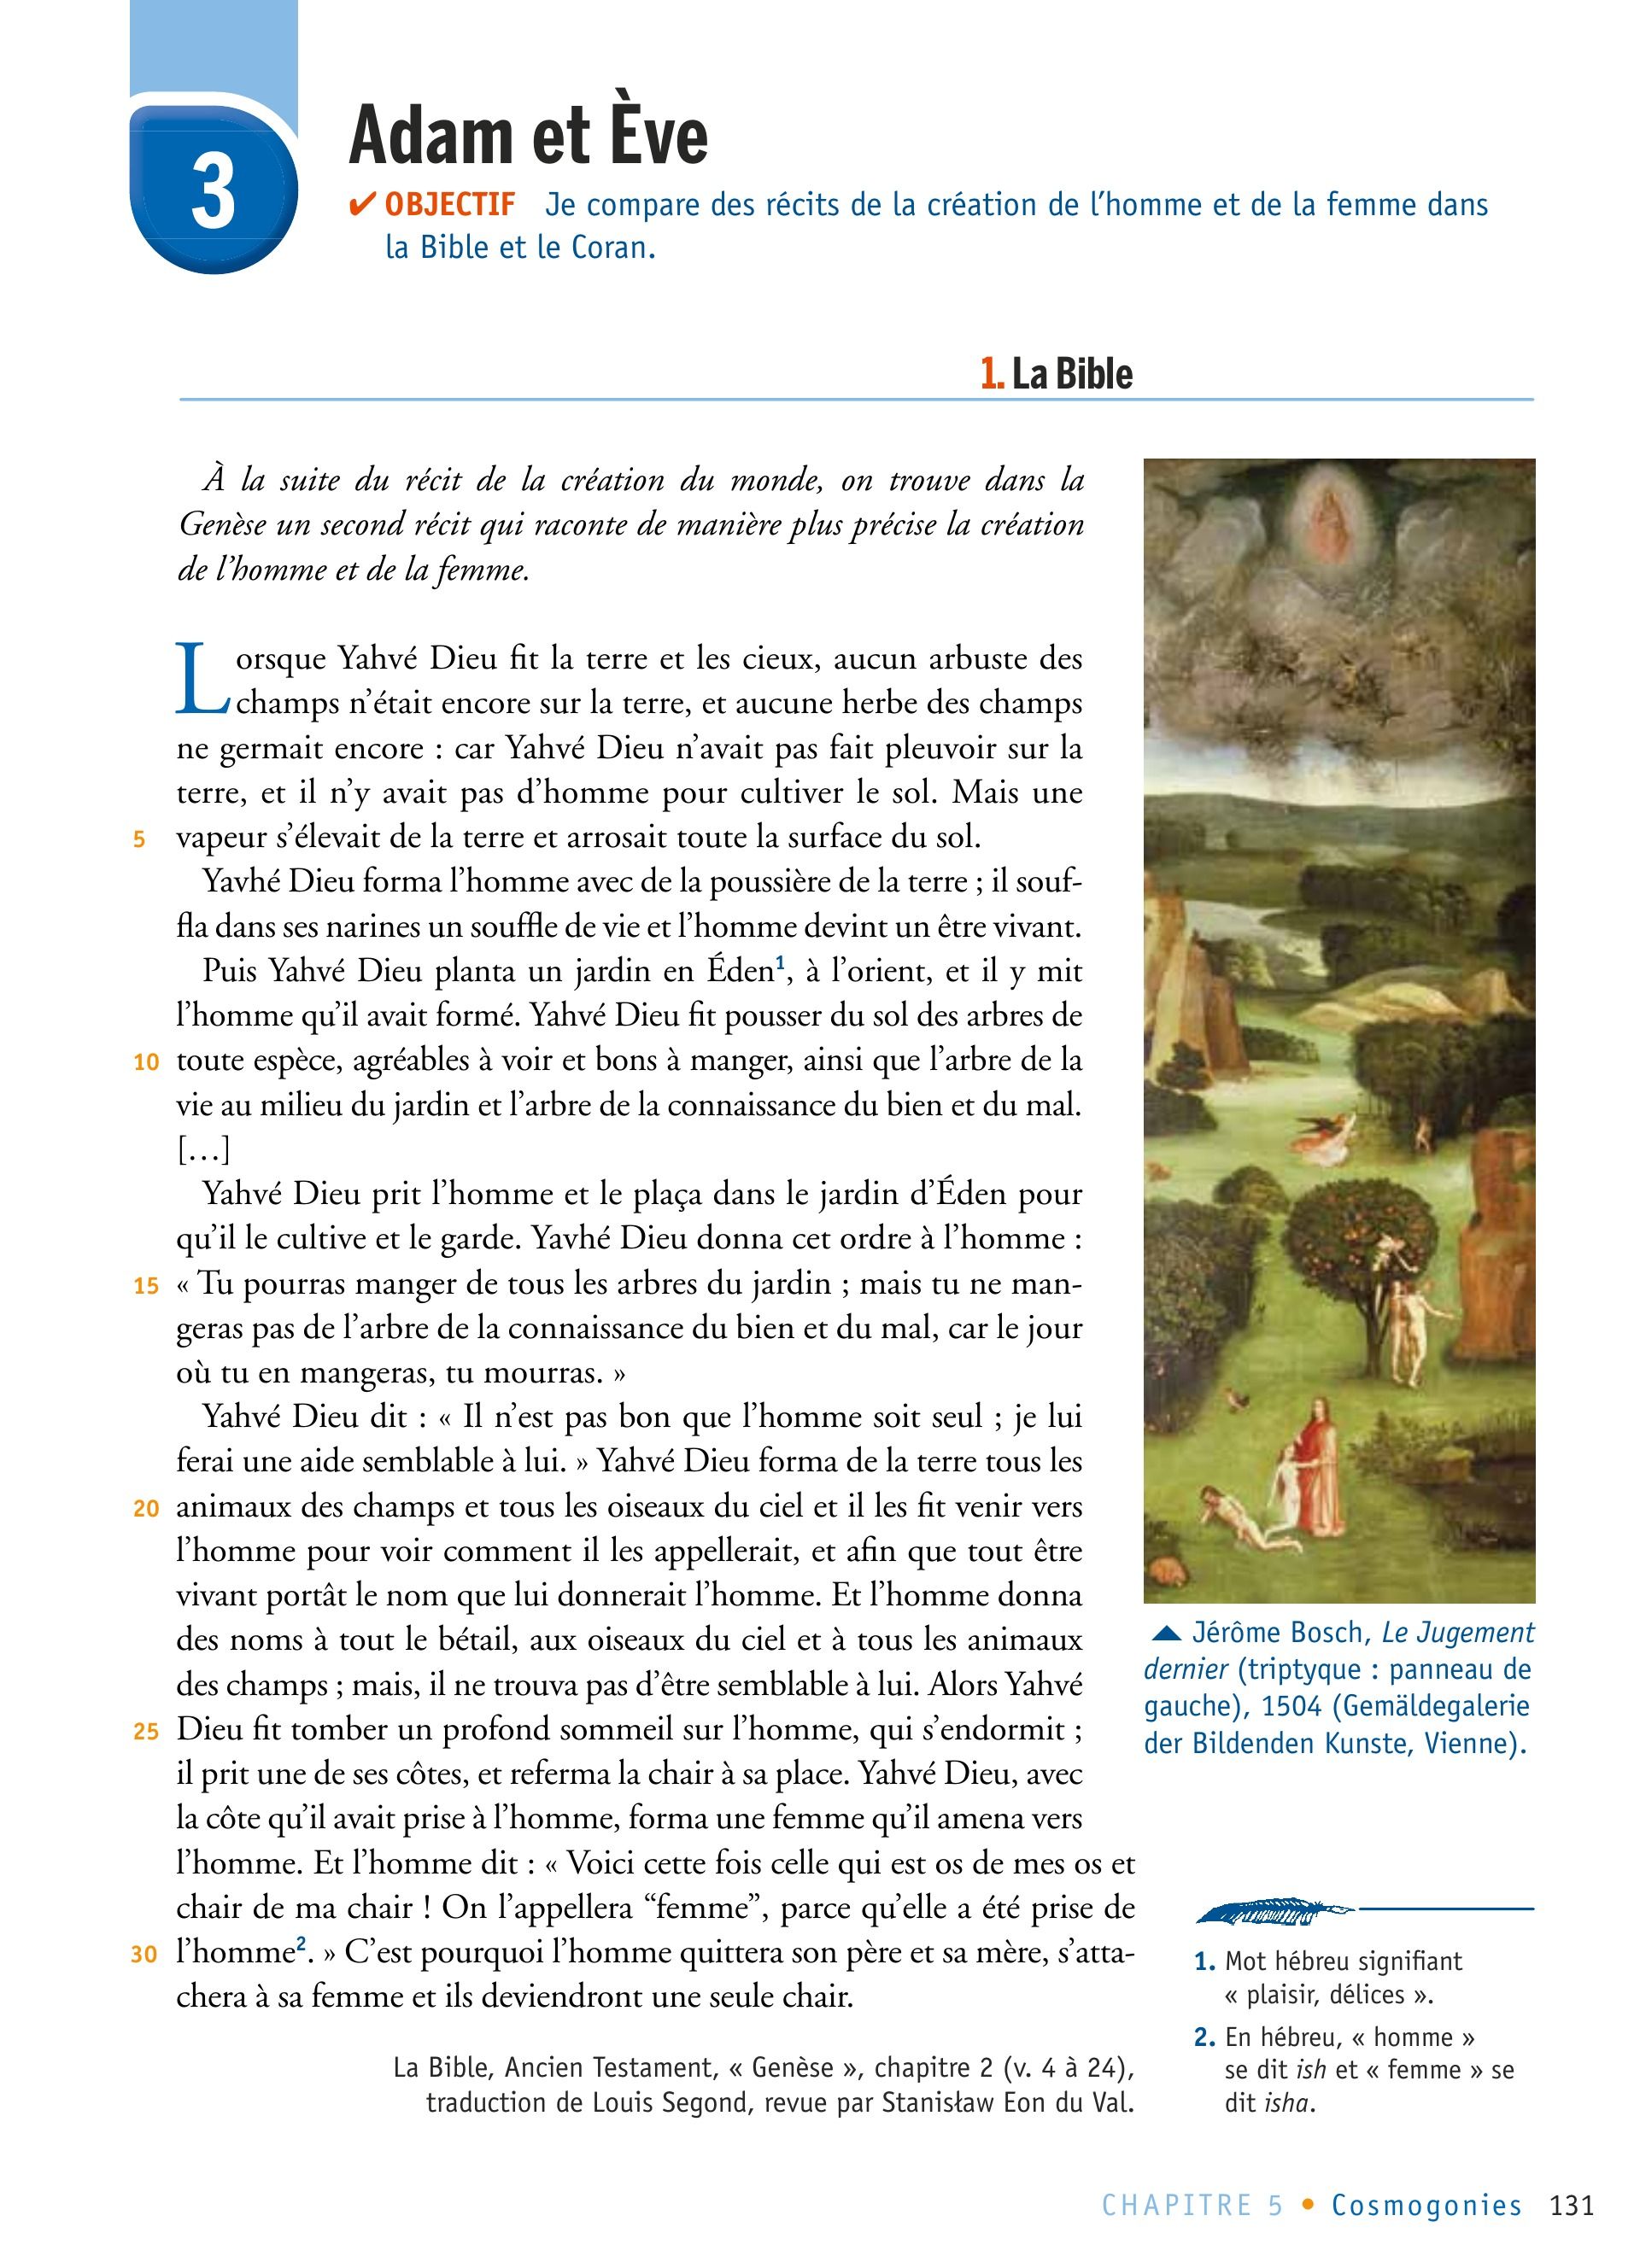 3
Adam et Ève
✔ OBJECTIF Je compare des récits de la création de l’homme et de la femme dans
la Bible et le Coran.
1. La Bible
À la suite du récit de la création du monde, on trouve dans la
Genèse un second récit qui raconte de manière plus précise la création
de l’homme et de la femme.
Lorsque Yahvé Dieu fit la terre et les cieux, aucun arbuste des
champs n’était encore sur la terre, et aucune herbe des champs
ne germait encore : car Yahvé Dieu n’avait pas fait pleuvoir sur la
terre, et il n’y avait pas d’homme pour cultiver le sol. Mais une
5 vapeur s’élevait de la terre et arrosait toute la surface du sol.
Yavhé Dieu forma l’homme avec de la poussière de la terre ; il souf-
fla dans ses narines un souffle de vie et l’homme devint un être vivant.
Puis Yahvé Dieu planta un jardin en Éden1, à l’orient, et il y mit
l’homme qu’il avait formé. Yahvé Dieu fit pousser du sol des arbres de
10 toute espèce, agréables à voir et bons à manger, ainsi que l’arbre de la
vie au milieu du jardin et l’arbre de la connaissance du bien et du mal.
[…]
Yahvé Dieu prit l’homme et le plaça dans le jardin d’Éden pour
qu’il le cultive et le garde. Yavhé Dieu donna cet ordre à l’homme :
15 « Tu pourras manger de tous les arbres du jardin ; mais tu ne man-
geras pas de l’arbre de la connaissance du bien et du mal, car le jour
où tu en mangeras, tu mourras. »
Yahvé Dieu dit : « Il n’est pas bon que l’homme soit seul ; je lui
ferai une aide semblable à lui. » Yahvé Dieu forma de la terre tous les
20 animaux des champs et tous les oiseaux du ciel et il les fit venir vers
l’homme pour voir comment il les appellerait, et afin que tout être
vivant portât le nom que lui donnerait l’homme. Et l’homme donna
des noms à tout le bétail, aux oiseaux du ciel et à tous les animaux
des champs ; mais, il ne trouva pas d’être semblable à lui. Alors Yahvé
25 Dieu fit tomber un profond sommeil sur l’homme, qui s’endormit ;
il prit une de ses côtes, et referma la chair à sa place. Yahvé Dieu, avec
la côte qu’il avait prise à l’homme, forma une femme qu’il amena vers
l’homme. Et l’homme dit : « Voici cette fois celle qui est os de mes os et
chair de ma chair ! On l’appellera “femme”, parce qu’elle a été prise de
30 l’homme2. » C’est pourquoi l’homme quittera son père et sa mère, s’atta-
chera à sa femme et ils deviendront une seule chair.
La Bible, Ancien Testament, « Genèse », chapitre 2 (v. 4 à 24),
traduction de Louis Segond, revue par Stanisław Eon du Val.
▲ Jérôme Bosch, Le Jugement
dernier (triptyque : panneau de
gauche), 1504 (Gemäldegalerie
der Bildenden Kunste, Vienne).
1. Mot hébreu signifiant
« plaisir, délices ».
2. En hébreu, « homme »
se dit ish et « femme » se
dit isha.
CHAPITRE 5 • Cosmogonies 131